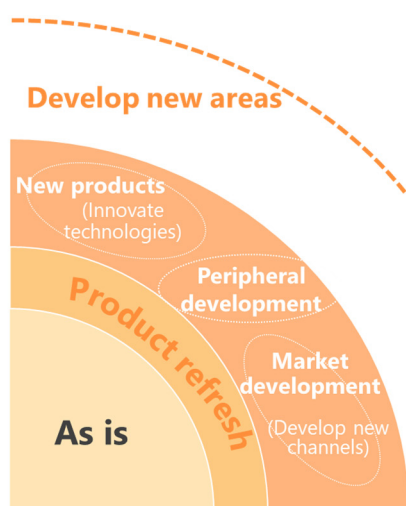 Develop new areas
New products
(Innovate
technologies)
Peripheral
development
Product refresh
Market
development
(Develop new
channels)
As is